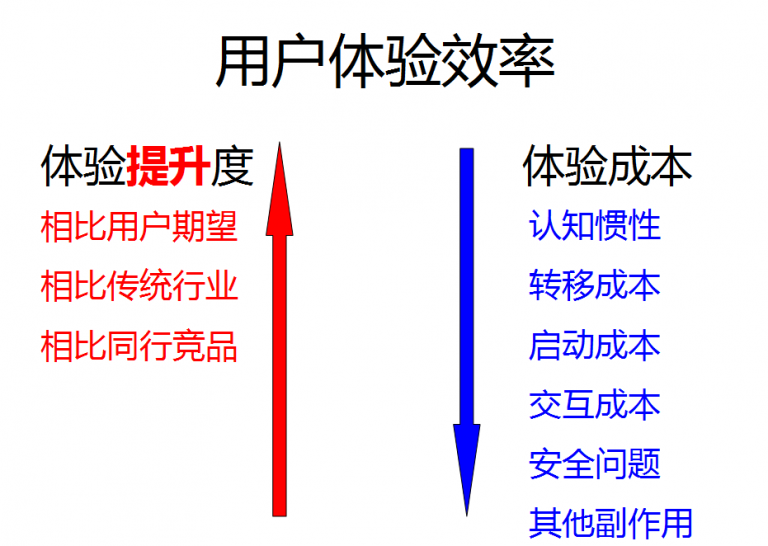 用户体验效率
体验提升度
相比用户期望
相比传统行业
相比同行竞品
体验成本
认知惯性
转移成本
启动成本
交互成本
安全问题
其他副作用